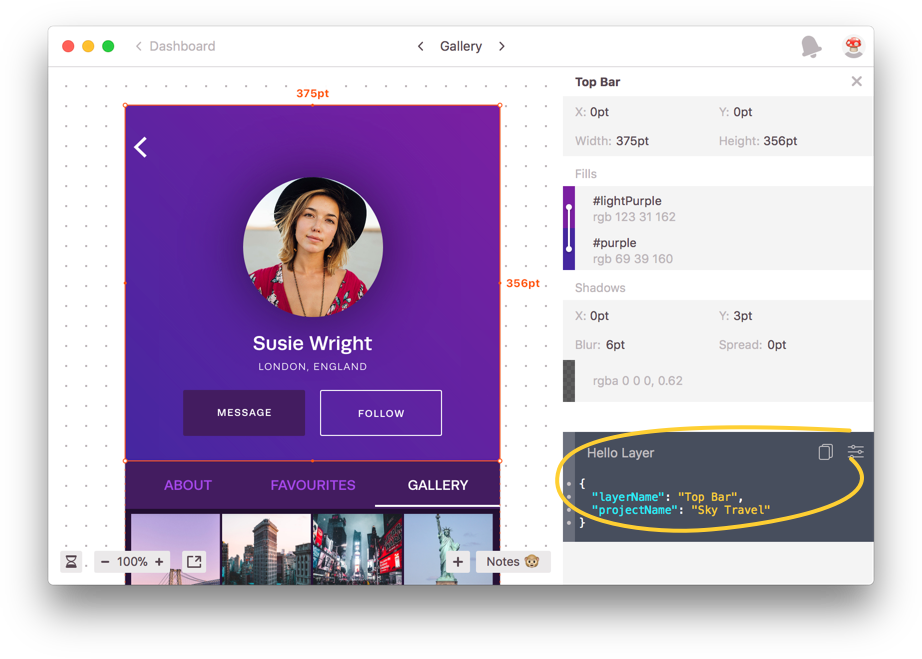 Dashboard
Gallery
Top Bar
X: 0pt
Y: 0pt
Width: 375pt
Height: 356pt
Fills
#lightPurple
rgb 123 31 162
#purple
rgb 69 39 160
Shadows
X: 0pt
Y: 3pt
Blur: 6pt
Spread: 0pt
rgba 0 0 0, 0.62
Hello Layer
{
"layerName": "Top Bar",
"projectName": "Sky Travel"
}
375pt
356pt
Susie Wright
LONDON, ENGLAND
MESSAGE
FOLLOW
ABOUT
FAVOURITES
GALLERY
− 100% +
+
Notes